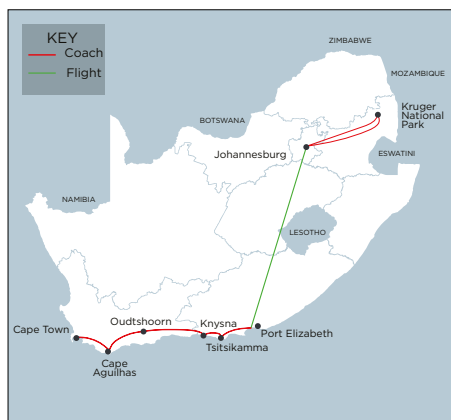 KEY
Coach
Flight
ZIMBABWE
MOZAMBIQUE
Kruger
National
Park
BOTSWANA
Johannesburg
ESWATINI
NAMIBIA
LESOTHO
Oudtshoorn
Knysna
Cape Town
Port Elizabeth
Tsitsikamma
Cape
Aguilhas